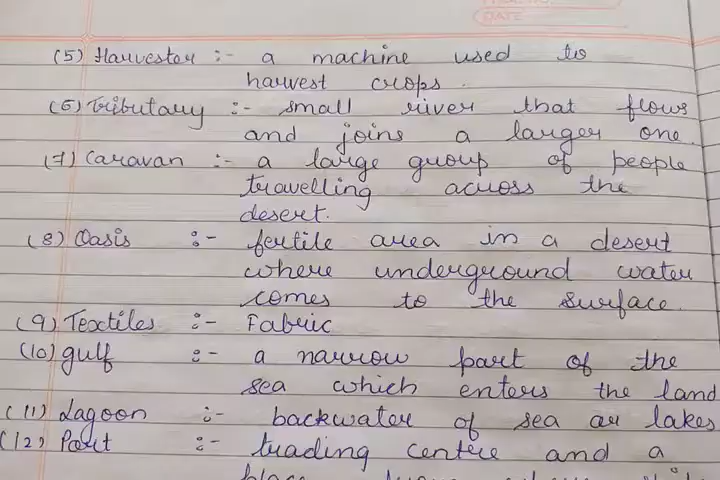 DATE
(5) Harvester :- a machine used to
harvest crops.
(6) Tributary :- small river that flows
and joins a larger one.
(7) Caravan :- a large group of people
travelling across the
desert.
(8) Oasis :- fertile area in a desert
where underground water
comes to the surface.
(9) Textiles :- Fabric
(10) gulf :- a narrow part of the
sea which enters the land
(11) Lagoon :- backwater of sea or lakes
(12) Port :- trading centre and a